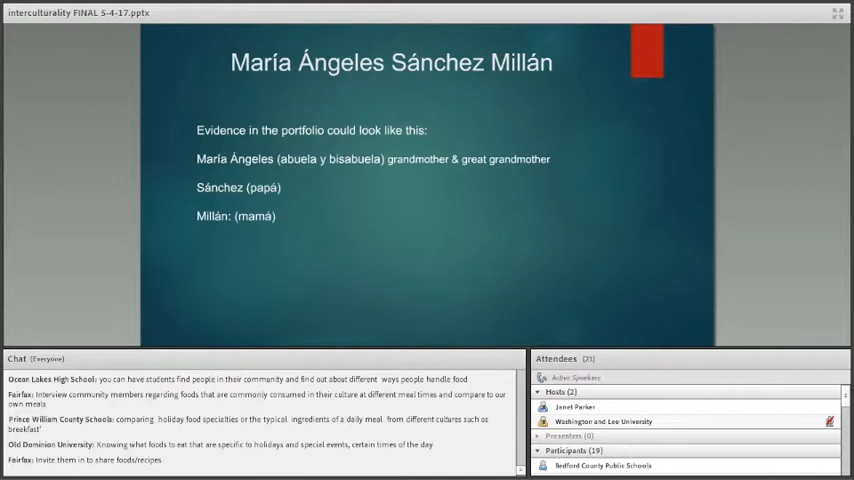 interculturality FINAL 5-4-17.pptx
María Ángeles Sánchez Millán
Evidence in the portfolio could look like this:
María Ángeles (abuela y bisabuela) grandmother & great grandmother
Sánchez (papá)
Millán: (mamá)
Chat (Everyone)
Ocean Lakes High School: you can have students find people in their community and find out about different ways people handle food
Fairfax: Interview community members regarding foods that are commonly consumed in their culture at different meal times and compare to our
own meals
Prince William County Schools: comparing holiday food specialties or the typical ingredients of a daily meal from different cultures such as
breakfast'
Old Dominion University: Knowing what foods to eat that are specific to holidays and special events, certain times of the day
Fairfax: Invite them in to share foods/recipes
Attendees (21)
Active Speakers
Hosts (2)
Janet Parker
Washington and Lee University
Presenters (0)
Participants (19)
Bedford County Public Schools